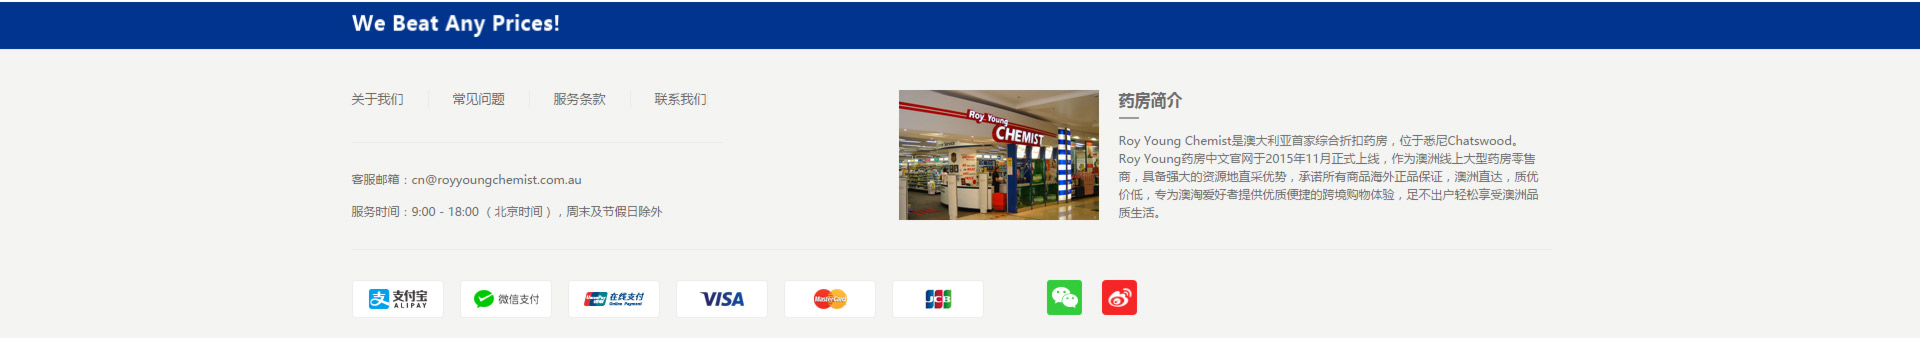 We Beat Any Prices!
关于我们
常见问题
服务条款
联系我们
客服邮箱：cn@royyoungchemist.com.au
服务时间：9:00 - 18:00 （ 北京时间 ），周末及节假日除外
Roy Young
CHEMIST
药房简介
Roy Young Chemist是澳大利亚首家综合折扣药房，位于悉尼Chatswood。
Roy Young药房中文官网于2015年11月正式上线，作为澳洲线上大型药房零售
商，具备强大的资源地直采优势，承诺所有商品海外正品保证，澳洲直达，质优
价低，专为澳淘爱好者提供优质便捷的跨境购物体验，足不出户轻松享受澳洲品
质生活。
支 支付宝
ALIPAY
微信支付
UnionPay 银联
在线支付
Online Payment
VISA
MasterCard
JCB